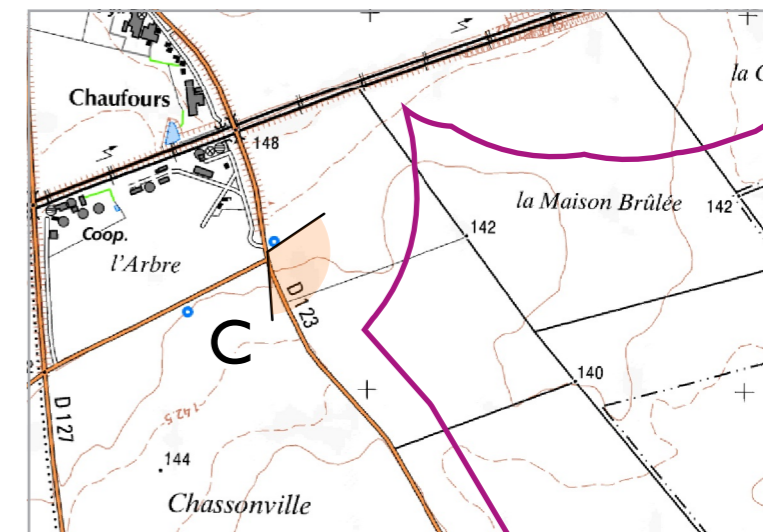 la C
Chaufours
148
la Maison Brûlée
142
142
Coop.
l'Arbre
D 123
C
140
142.5
D 127
144
Chassonville